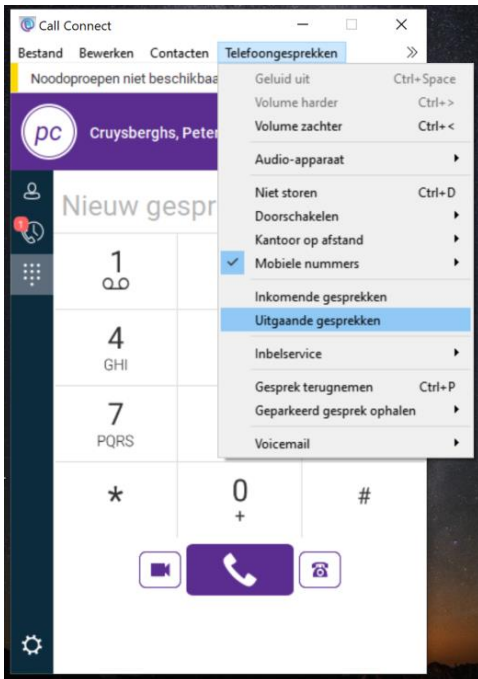 Call Connect
Bestand Bewerken Contacten Telefoongesprekken
Noodoproepen niet
pc
Cruysberghs, Peter
1
Nieuw
1
4
GHI
7
PQRS
*
0
+
#
Geluid uit Ctrl+Space
Volume harder Ctrl+>
Volume zachter Ctrl+<
Audio-apparaat
Niet storen Ctrl+D
Doorschakelen
Kantoor op afstand
Mobiele nummers
Inkomende gesprekken
Uitgaande gesprekken
Inbelservice
Gesprek terugnemen Ctrl+P
Geparkeerd gesprek ophalen
Voicemail